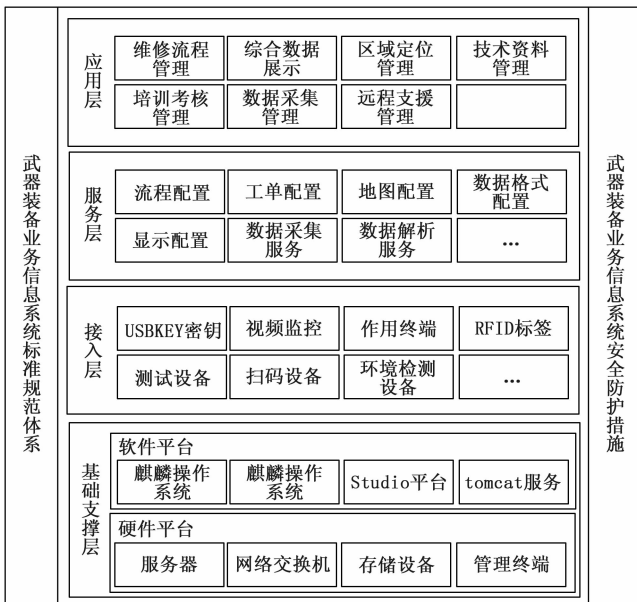 武器装备业务信息系统标准规范体系
应用层
维修流程
管理
综合数据
展示
区域定位
管理
技术资料
管理
培训考核
管理
数据采集
管理
远程支援
管理
服务层
流程配置
工单配置
地图配置
数据格式
配置
显示配置
数据采集
服务
数据解析
服务
...
接入层
USBKEY密钥
视频监控
作用终端
RFID标签
测试设备
扫码设备
环境检测
设备
...
基础支撑层
软件平台
麒麟操作
系统
麒麟操作
系统
Studio平台
tomcat服务
硬件平台
服务器
网络交换机
存储设备
管理终端
武器装备业务信息系统安全防护措施